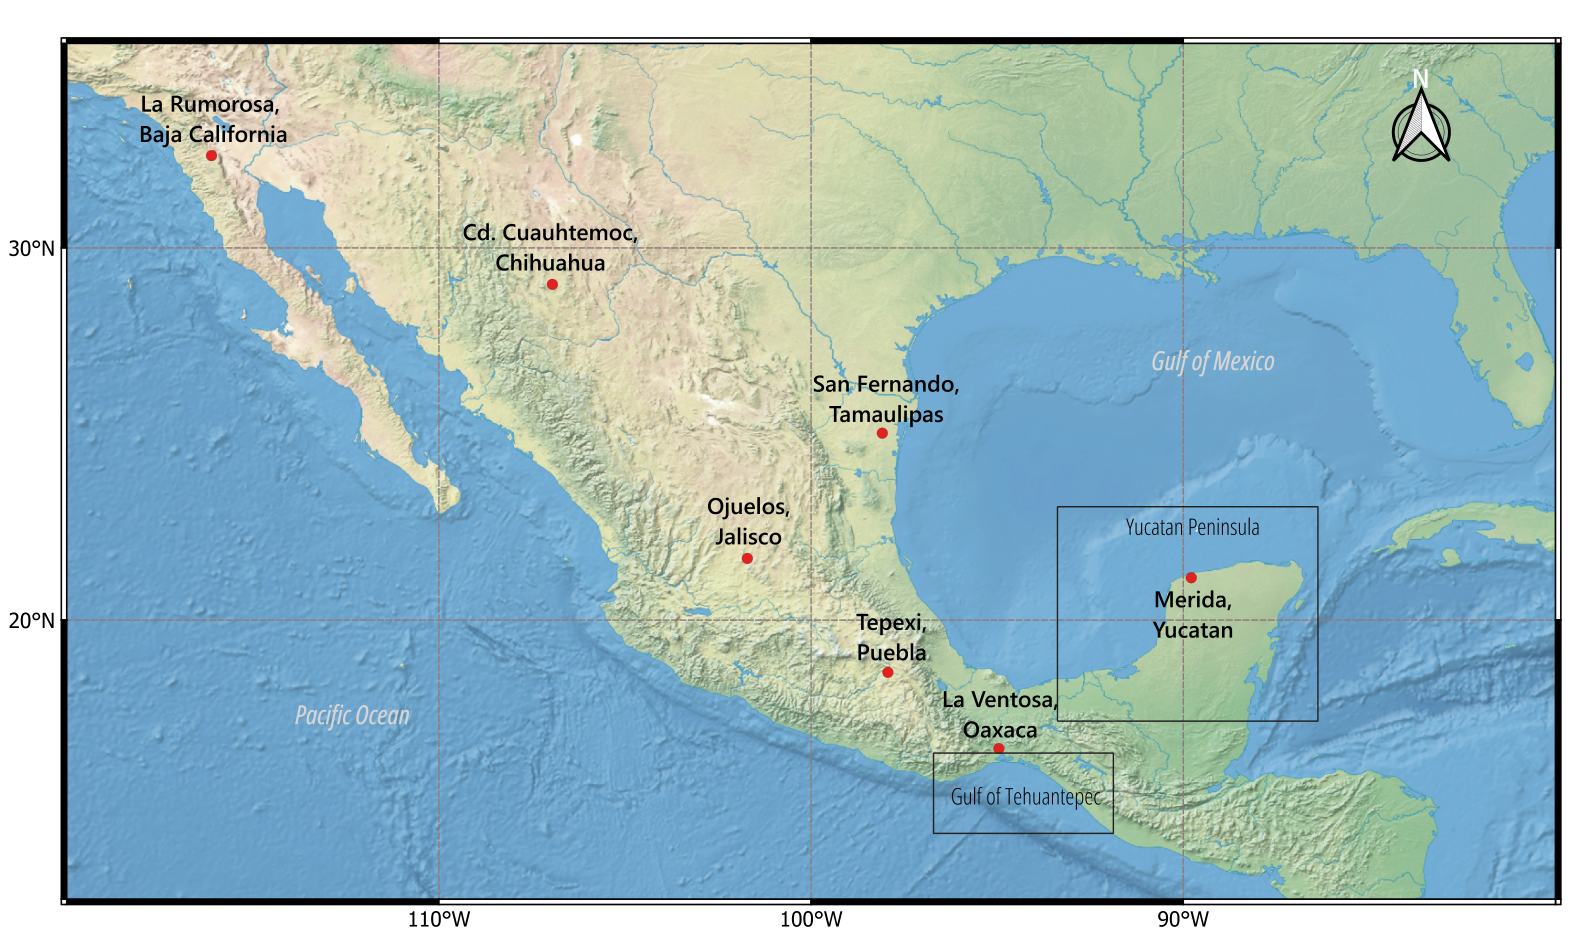 N
La Rumorosa,
Baja California
Cd. Cuauhtemoc,
Chihuahua
30°N
Gulf of Mexico
San Fernando,
Tamaulipas
Ojuelos,
Jalisco
Yucatan Peninsula
Merida,
Yucatan
20°N
Tepexi,
Puebla
La Ventosa,
Oaxaca
Pacific Ocean
Gulf of Tehuantepec
110°W
100°W
90°W